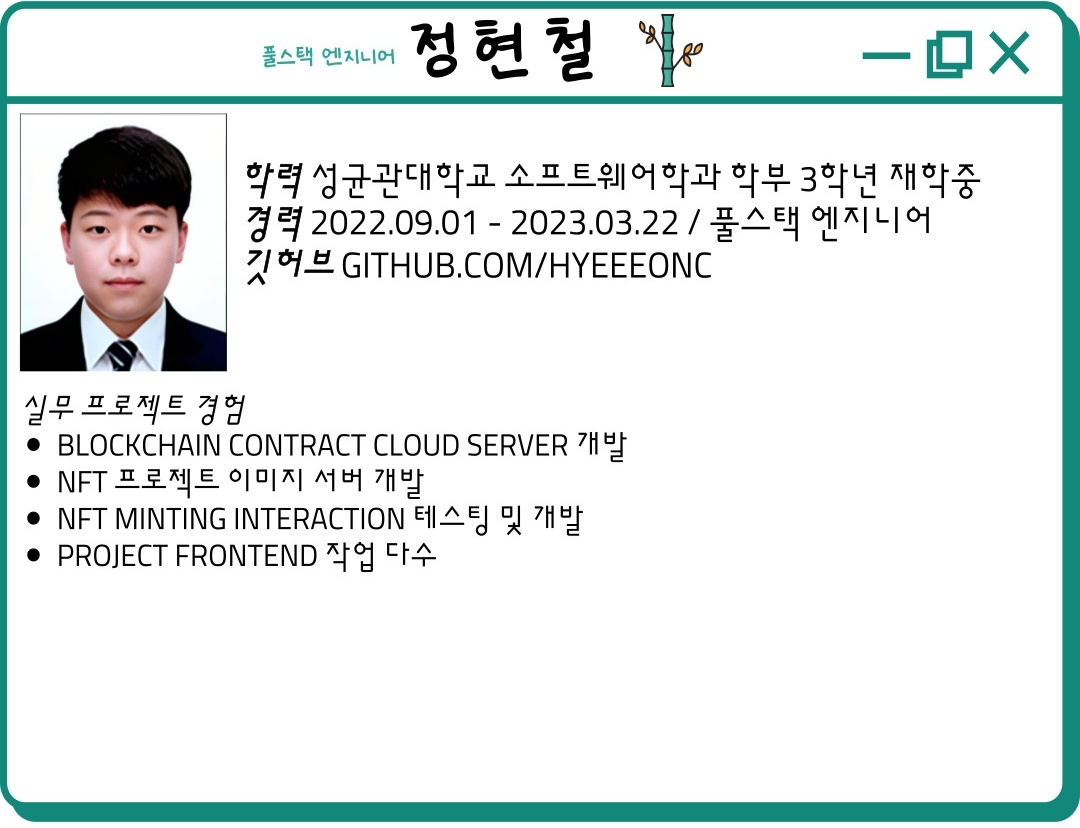 풀스택 엔지니어 정현철
학력 성균관대학교 소프트웨어학과 학부 3학년 재학중
경력 2022.09.01 - 2023.03.22 / 풀스택 엔지니어
깃허브 GITHUB.COM/HYEEEONC
실무 프로젝트 경험
• BLOCKCHAIN CONTRACT CLOUD SERVER 개발
• NFT 프로젝트 이미지 서버 개발
• NFT MINTING INTERACTION 테스팅 및 개발
• PROJECT FRONTEND 작업 다수